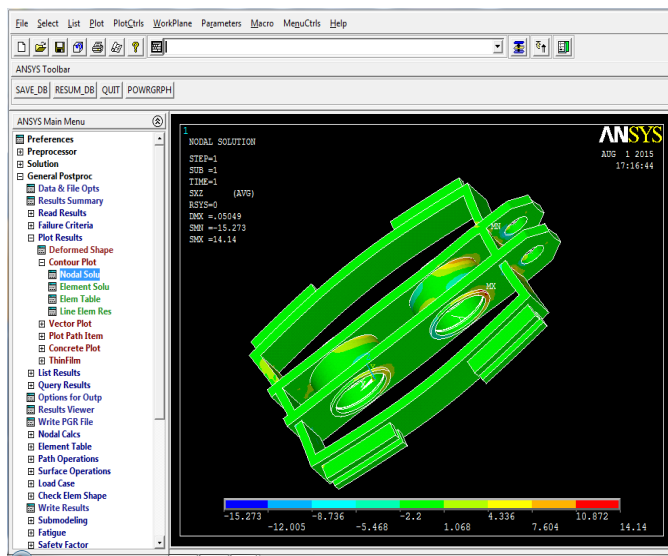 File Select List Plot PlotCtrls WorkPlane Parameters Macro MenuCtrls Help
ANSYS Toolbar
SAVE_DB RESUM_DB QUIT POWRGRPH
ANSYS Main Menu
Preferences
Preprocessor
Solution
General Postproc
Data & File Opts
Results Summary
Read Results
Failure Criteria
Plot Results
Deformed Shape
Contour Plot
Nodal Solu
Element Solu
Elem Table
Line Elem Res
Vector Plot
Plot Path Item
Concrete Plot
ThinFilm
List Results
Query Results
Options for Outp
Results Viewer
Write PGR File
Nodal Calcs
Element Table
Path Operations
Surface Operations
Load Case
Check Elem Shape
Write Results
Submodeling
Fatigue
Safety Factor
1
NODAL SOLUTION
STEP=1
SUB =1
TIME=1
SXZ (AVG)
RSYS=0
DMX =.05049
SMN =-15.273
SMX =14.14
ANSYS
AUG 1 2015
17:16:44
MN
MX
-15.273 -8.736 -2.2 4.336 10.872
-12.005 -5.468 1.068 7.604 14.14